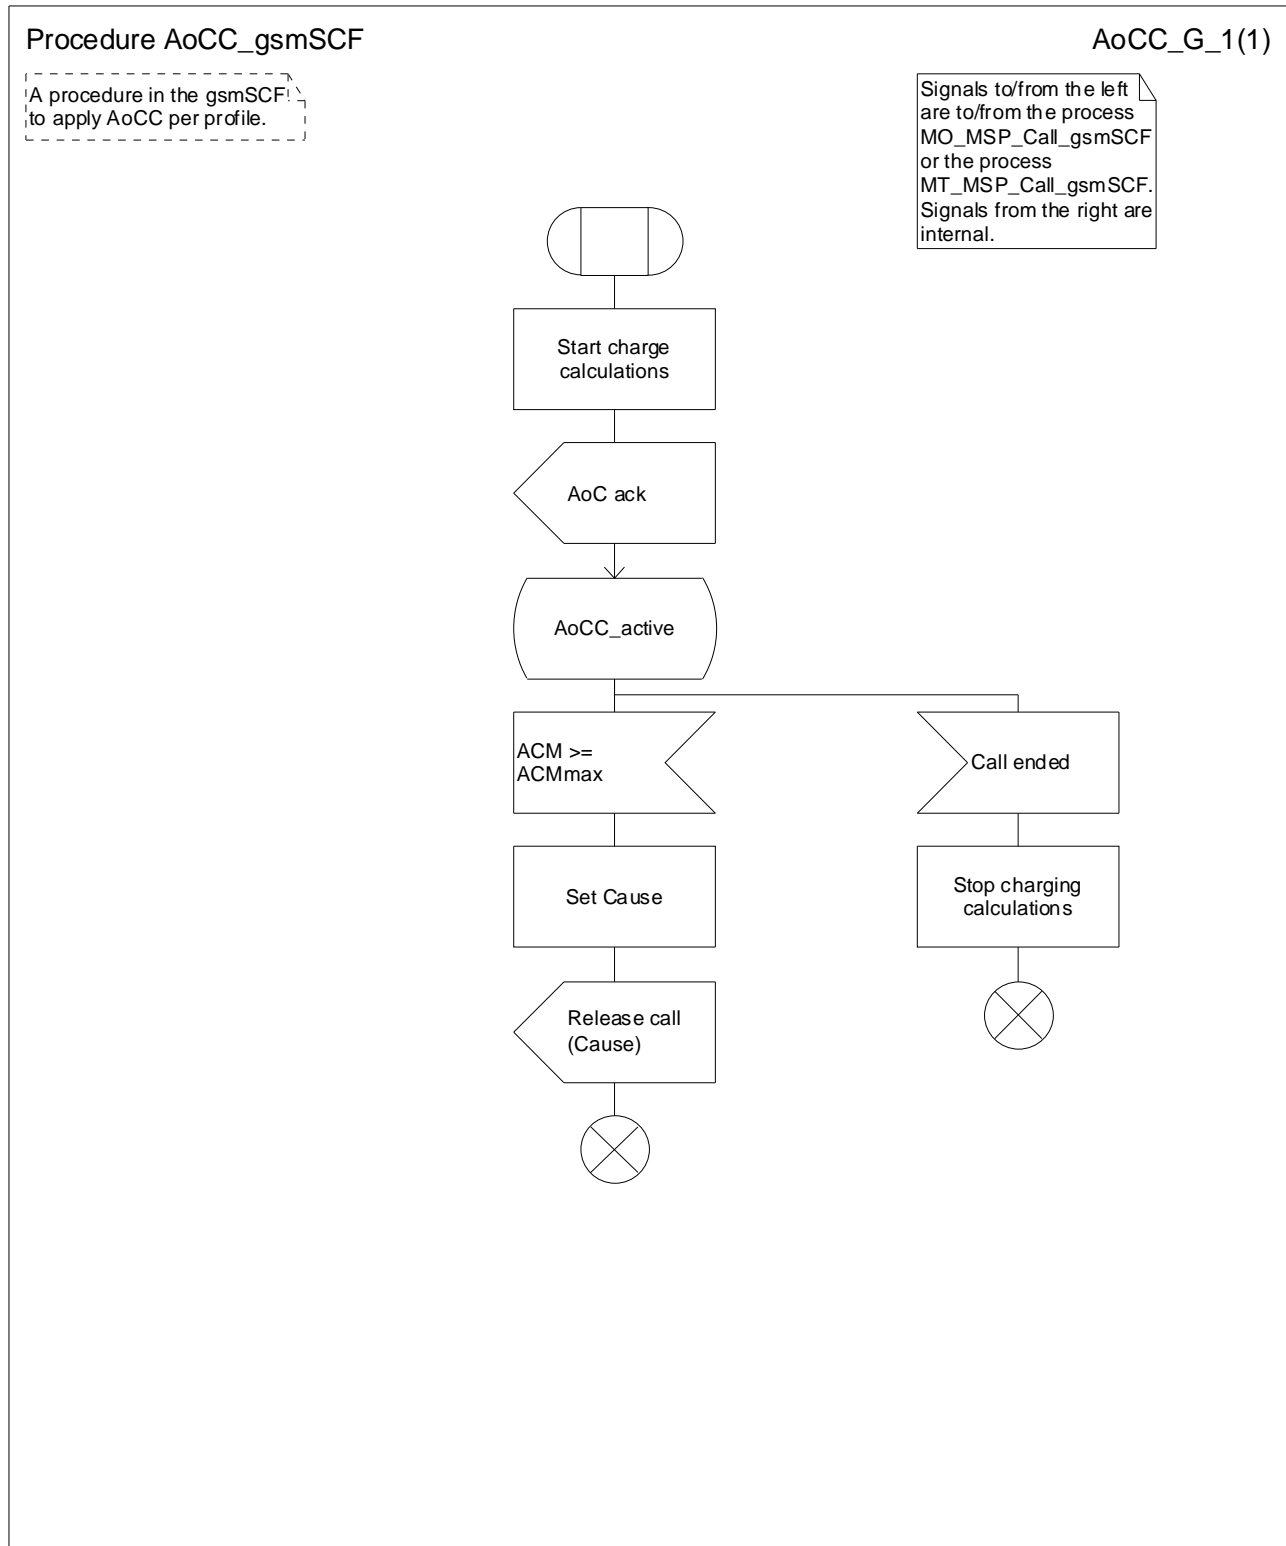 Procedure AoCC_gsmSCF
AoCC_G_1(1)
A procedure in the gsmSCF
to apply AoCC per profile.
Signals to/from the left
are to/from the process
MO_MSP_Call_gsmSCF
or the process
MT_MSP_Call_gsmSCF.
Signals from the right are
internal.
Start charge
calculations
AoC ack
AoCC_active
ACM >=
ACMmax
Call ended
Set Cause
Stop charging
calculations
Release call
(Cause)